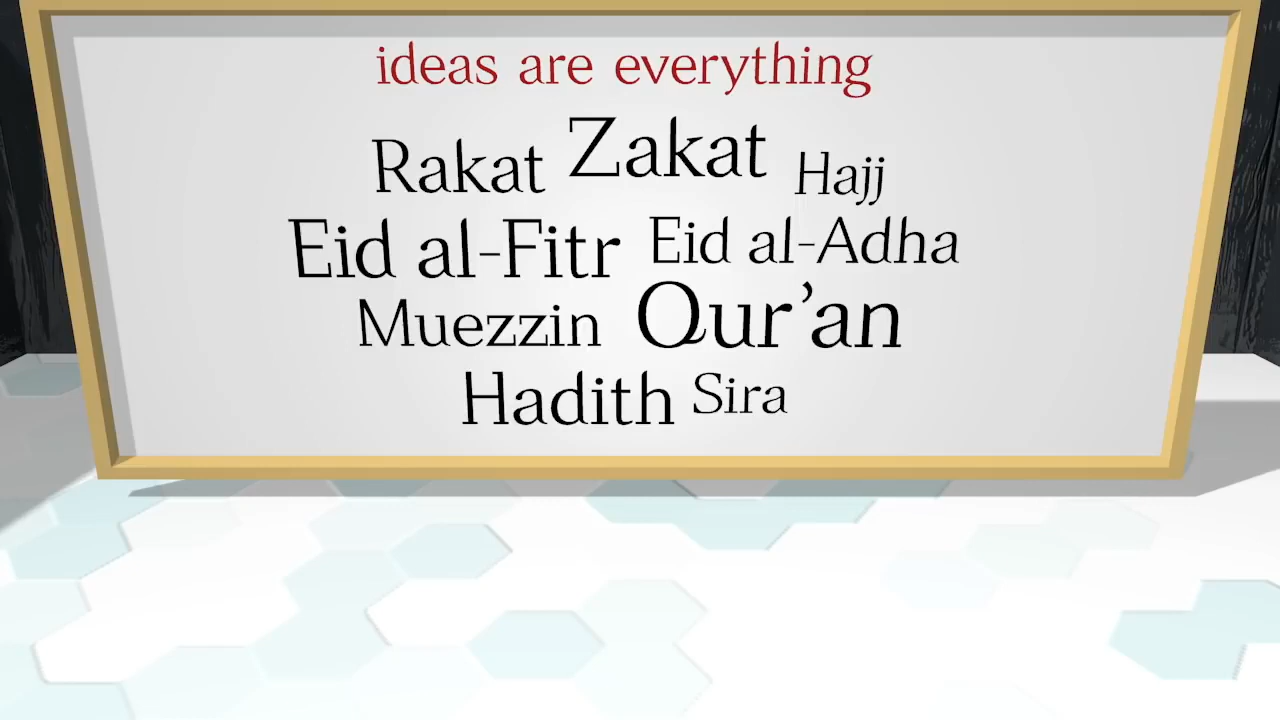 ideas are everything
Rakat Zakat Hajj
Eid al-Fitr Eid al-Adha
Muezzin Qur’an
Hadith Sira